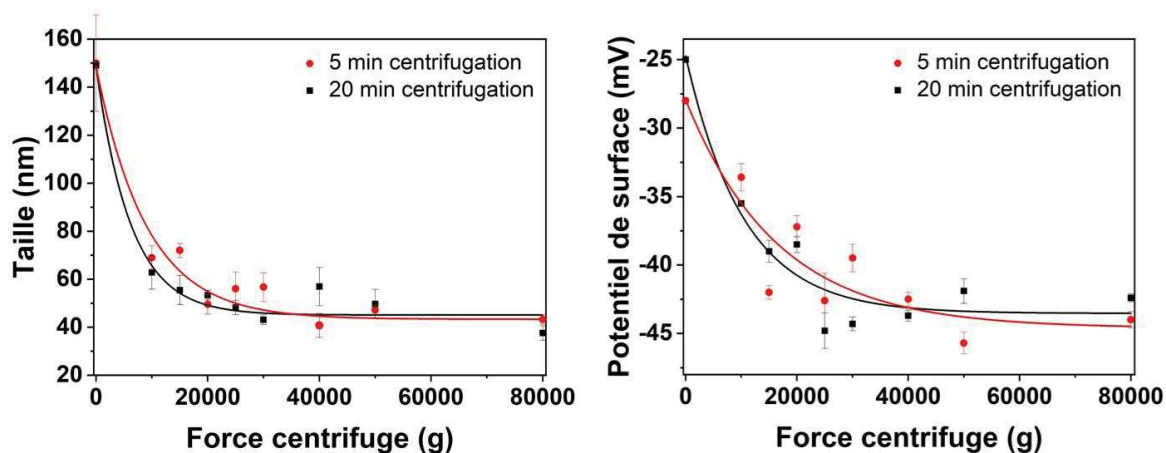 160
140
120
100
80
60
40
20
Taille (nm)
5 min centrifugation
20 min centrifugation
0
20000
40000
60000
80000
Force centrifuge (g)
-25
-30
-35
-40
-45
Potentiel de surface (mV)
5 min centrifugation
20 min centrifugation
0
20000
40000
60000
80000
Force centrifuge (g)